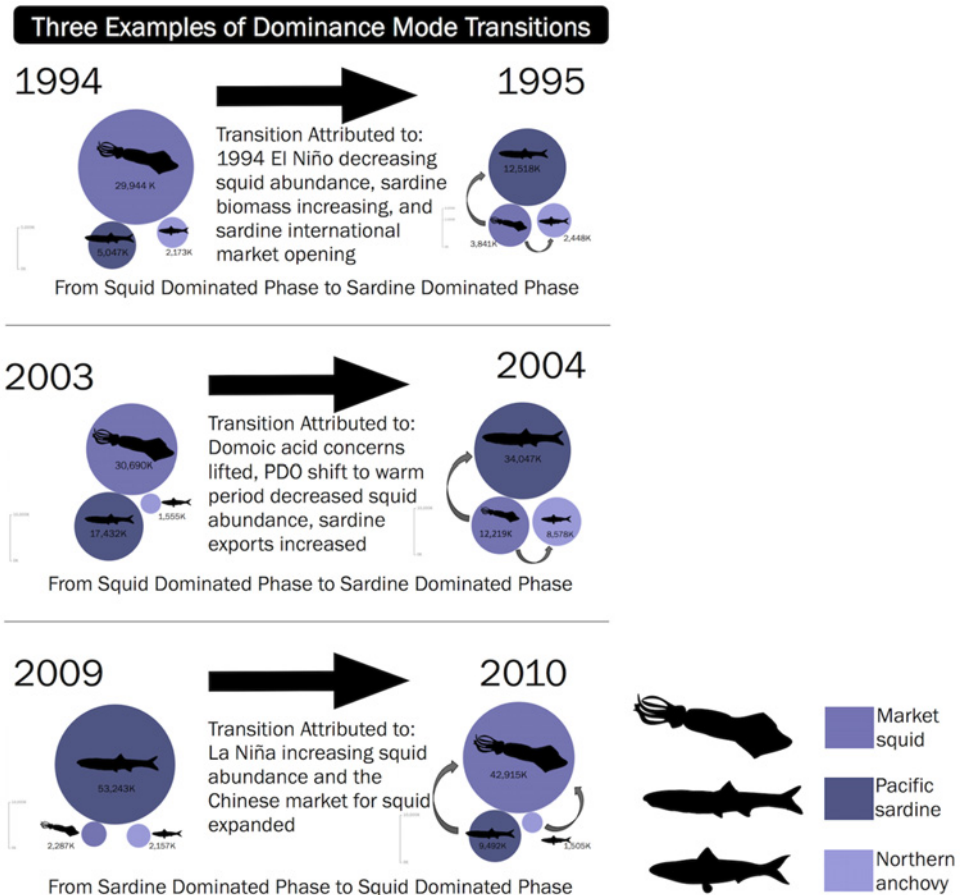 Three Examples of Dominance Mode Transitions
1994
1995
Transition Attributed to:
1994 El Niño decreasing
squid abundance, sardine
biomass increasing, and
sardine international
market opening
29,944 K
5,047K
2,173K
12,518K
3,841K
2,448K
From Squid Dominated Phase to Sardine Dominated Phase
2003
2004
Transition Attributed to:
Domoic acid concerns
lifted, PDO shift to warm
period decreased squid
abundance, sardine
exports increased
30,690K
1,555K
17,432K
34,047K
12,219K
8,578K
From Squid Dominated Phase to Sardine Dominated Phase
2009
2010
Transition Attributed to:
La Niña increasing squid
abundance and the
Chinese market for squid
expanded
53,243K
2,287K
2,157K
42,915K
9,492K
1,505K
From Sardine Dominated Phase to Squid Dominated Phase
Market
squid
Pacific
sardine
Northern
anchovy